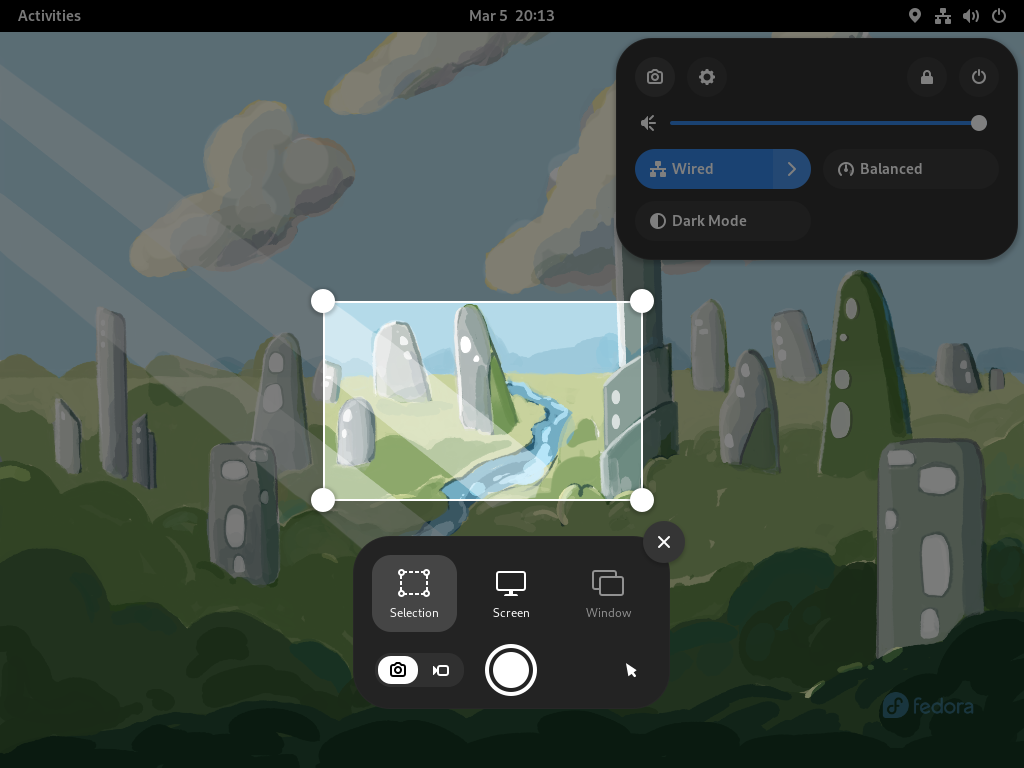 Activities
Mar 5 20:13
Wired
Balanced
Dark Mode
Selection
Screen
Window
fedora